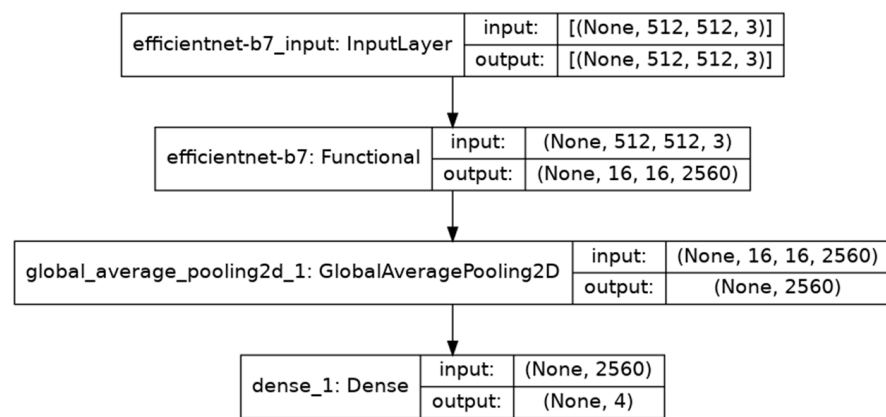 efficientnet-b7_input: InputLayer
input: [(None, 512, 512, 3)]
output: [(None, 512, 512, 3)]
efficientnet-b7: Functional
input: (None, 512, 512, 3)
output: (None, 16, 16, 2560)
global_average_pooling2d_1: GlobalAveragePooling2D
input: (None, 16, 16, 2560)
output: (None, 2560)
dense_1: Dense
input: (None, 2560)
output: (None, 4)